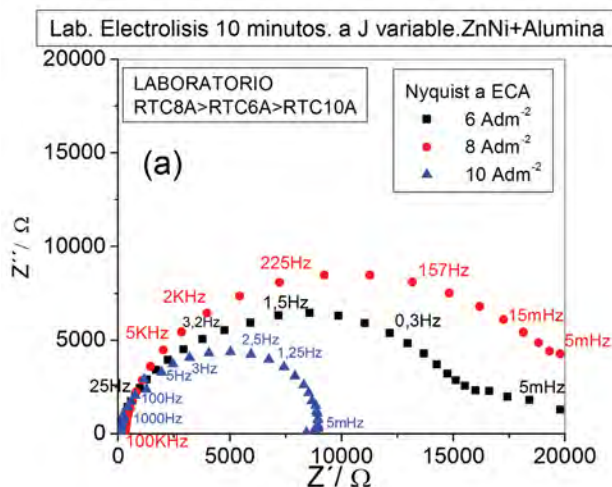 Lab. Electrolisis 10 minutos. a J variable.ZnNi+Alumina
LABORATORIO
RTC8A>RTC6A>RTC10A
Nyquist a ECA
6 Adm-2
8 Adm-2
10 Adm-2
(a)
20000
15000
10000
5000
0
Z´´/ Ω
225Hz
157Hz
2KHz
1,5Hz
15mHz
5KHz
3,2Hz
0,3Hz
5mHz
2,5Hz
1,25Hz
3Hz
5Hz
25Hz
5mHz
100Hz
1000Hz
5mHz
100KHz
0
5000
10000
15000
20000
Z´/ Ω